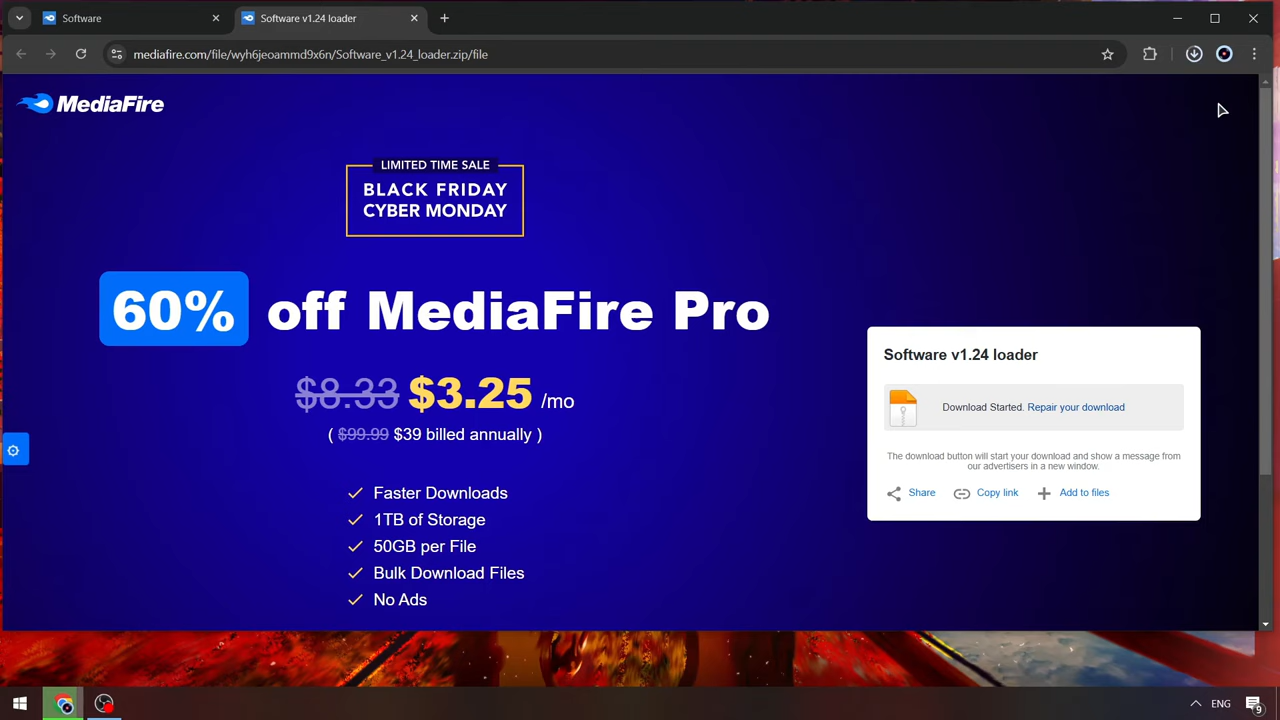 Software
Software v1.24 loader
mediafire.com/file/wyh6jeoammd9x6n/Software_v1.24_loader.zip/file
MediaFire
LIMITED TIME SALE
BLACK FRIDAY
CYBER MONDAY
60% off MediaFire Pro
$8.33 $3.25 /mo
( $99.99 $39 billed annually )
Faster Downloads
1TB of Storage
50GB per File
Bulk Download Files
No Ads
Software v1.24 loader
Download Started. Repair your download
The download button will start your download and show a message from
our advertisers in a new window.
Share
Copy link
Add to files
ENG
9